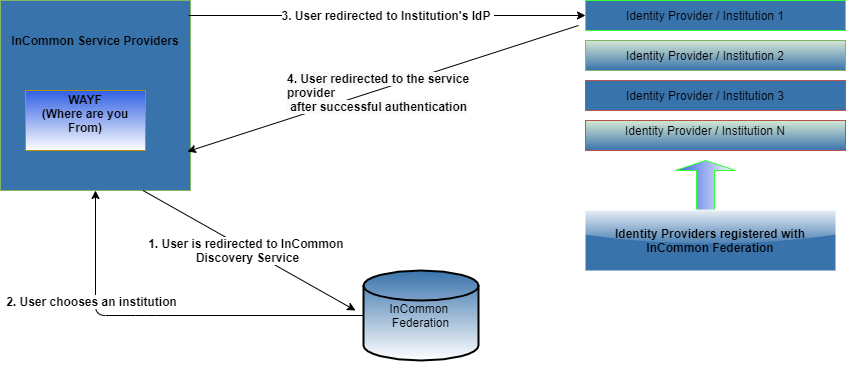 3. User redirected to Institution's IdP
Identity Provider / Institution 1
InCommon Service Providers
Identity Provider / Institution 2
4. User redirected to the service
provider
after successful authentication
WAYF
(Where are you
From)
Identity Provider / Institution 3
Identity Provider / Institution N
Identity Providers registered with
InCommon Federation
1. User is redirected to InCommon
Discovery Service
2. User chooses an institution
InCommon
Federation